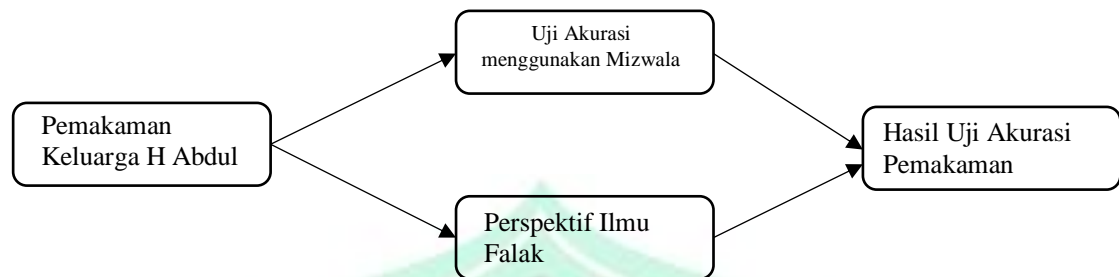 Pemakaman
Keluarga H Abdul
Uji Akurasi
menggunakan Mizwala
Perspektif Ilmu
Falak
Hasil Uji Akurasi
Pemakaman